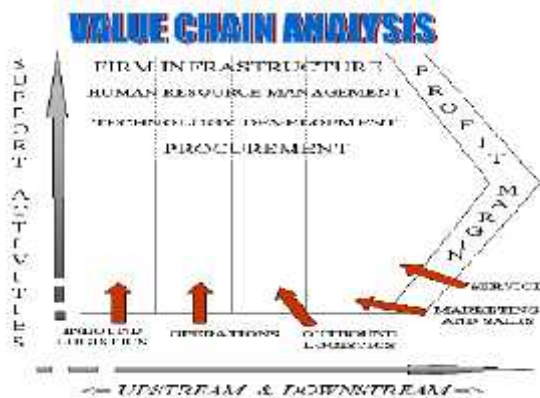 VALUE CHAIN ANALYSIS
FIRM INFRASTRUCTURE
HUMAN RESOURCE MANAGEMENT
TECHNOLOGY DEVELOPMENT
PROCUREMENT
SUPPORT ACTIVITIES
PROFIT
MARGIN
SERVICE
MARKETING
AND SALES
INBOUND
LOGISTICS
OPERATIONS
OUTBOUND
LOGISTICS
<= UPSTREAM & DOWNSTREAM =>